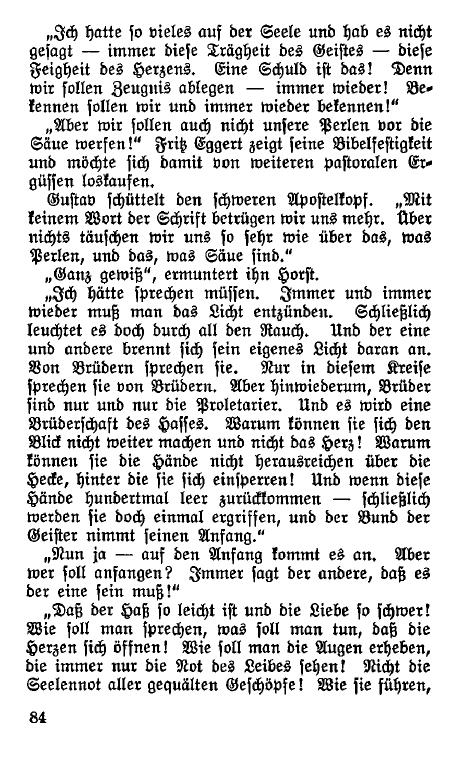 „Ich hatte so vieles auf der Seele und hab es nicht
gesagt — immer diese Trägheit des Geistes — diese
Feigheit des Herzens. Eine Schuld ist das! Denn
wir sollen Zeugnis ablegen — immer wieder! Be-
kennen sollen wir und immer wieder bekennen!“
„Aber wir sollen auch nicht unsere Perlen vor die
Säue werfen!“ Fritz Eggert zeigt seine Bibelfestigkeit
und möchte sich damit von weiteren pastoralen Er-
güssen loskaufen.
Gustav schüttelt den schweren Apostelkopf. „Mit
keinem Wort der Schrift betrügen wir uns mehr. Über
nichts täuschen wir uns so sehr wie über das, was
Perlen, und das, was Säue sind.“
„Ganz gewiß“, ermuntert ihn Horst.
„Ich hätte sprechen müssen. Immer und immer
wieder muß man das Licht entzünden. Schließlich
leuchtet es doch durch all den Rauch. Und der eine
und andere brennt sich sein eigenes Licht daran an.
Von Brüdern sprechen sie. Nur in diesem Kreise
sprechen sie von Brüdern. Aber hinwiederum, Brüder
sind nur und nur die Proletarier. Und es wird eine
Brüderschaft des Hasses. Warum können sie sich den
Blick nicht weiter machen und nicht das Herz! Warum
können sie die Hände nicht herausreichen über die
Hecke, hinter die sie sich einsperren! Und wenn diese
Hände hundertmal leer zurückkommen — schließlich
werden sie doch einmal ergriffen, und der Bund der
Geister nimmt seinen Anfang.“
„Nun ja — auf den Anfang kommt es an. Aber
wer soll anfangen? Immer sagt der andere, daß es
der eine sein muß!“
„Daß der Haß so leicht ist und die Liebe so schwer!
Wie soll man sprechen, was soll man tun, daß die
Herzen sich öffnen! Wie soll man die Augen erheben,
die immer nur die Not des Leibes sehen! Nicht die
Seelennot aller gequälten Geschöpfe! Wie sie führen,
84